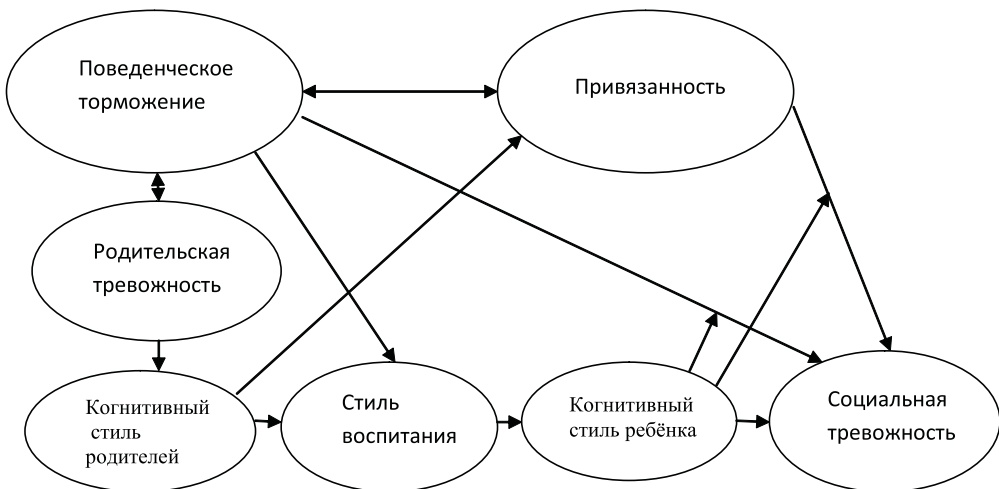 Поведенческое
торможение
Привязанность
Родительская
тревожность
Когнитивный
стиль
родителей
Стиль
воспитания
Когнитивный
стиль ребёнка
Социальная
тревожность